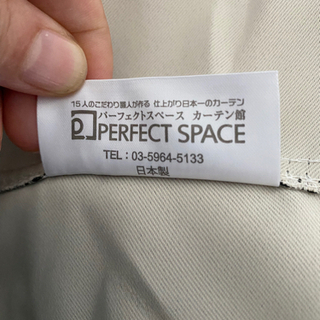 15人のこだわり職人が作る 仕上がり日本一のカーテン
パーフェクトスペース カーテン館
PERFECT SPACE
TEL：03-5964-5133
日本製